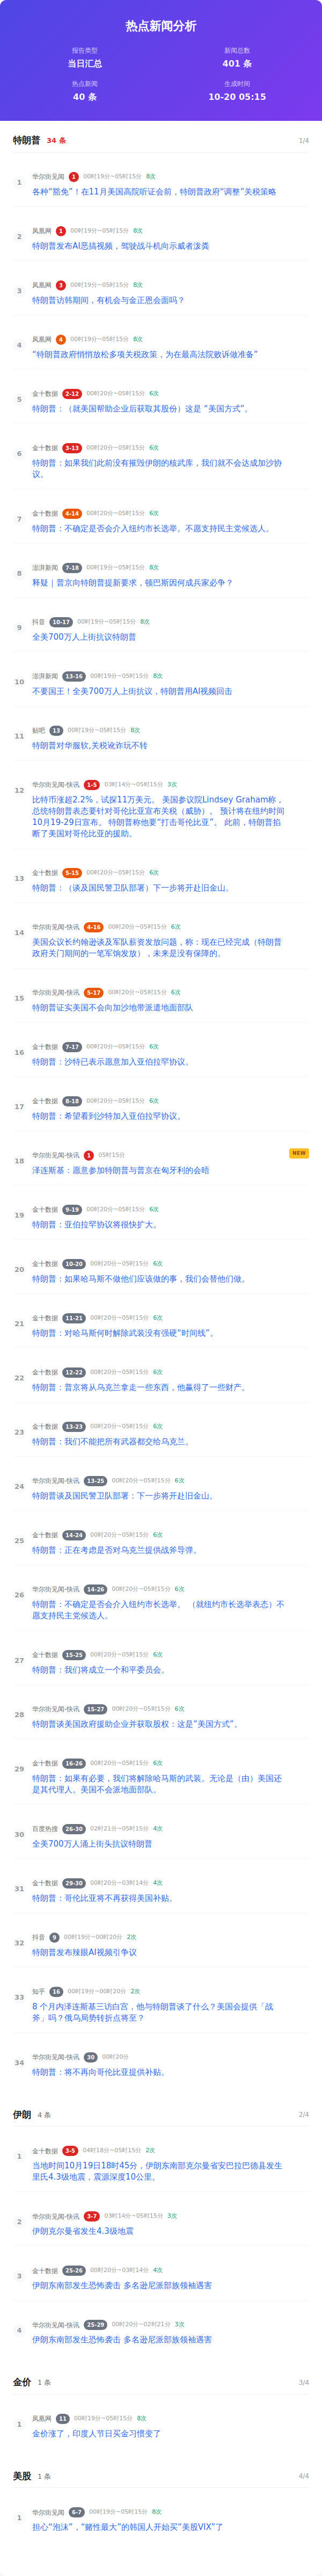 热点新闻分析
报告类型
新闻总数
当日汇总
401 条
热点新闻
生成时间
40 条
10-20 05:15
特朗普 34 条 1/4
1 华尔街见闻 1 00时19分~05时15分 8次
各种“豁免”！在11月美国高院听证会前，特朗普政府“调整”关税策略
2 凤凰网 1 00时19分~05时15分 8次
特朗普发布AI恶搞视频，驾驶战斗机向示威者泼粪
3 凤凰网 3 00时19分~05时15分 8次
特朗普访韩期间，有机会与金正恩会面吗？
4 凤凰网 4 00时19分~05时15分 8次
“特朗普政府悄悄放松多项关税政策，为在最高法院败诉做准备”
5 金十数据 2-12 00时20分~05时15分 6次
特朗普：（就美国帮助企业后获取其股份）这是 “美国方式”。
6 金十数据 3-13 00时20分~05时15分 6次
特朗普：如果我们此前没有摧毁伊朗的核武库，我们就不会达成加沙协
议。
7 金十数据 4-14 00时20分~05时15分 6次
特朗普：不确定是否会介入纽约市长选举。不愿支持民主党候选人。
8 澎湃新闻 7-18 00时19分~05时15分 8次
释疑｜普京向特朗普提新要求，顿巴斯因何成兵家必争？
9 抖音 10-17 00时19分~05时15分 8次
全美700万人上街抗议特朗普
10 澎湃新闻 13-16 00时19分~05时15分 8次
不要国王！全美700万人上街抗议，特朗普用AI视频回击
11 贴吧 13 00时19分~05时15分 8次
特朗普对华服软,关税讹诈玩不转
12 华尔街见闻-快讯 1-5 03时14分~05时15分 3次
比特币涨超2.2%，试探11万美元。 美国参议院Lindsey Graham称，
总统特朗普表态要针对哥伦比亚宣布关税（威胁）。 预计将在纽约时间
10月19-29日宣布。 特朗普称他要“打击哥伦比亚”。 此前，特朗普掐
断了美国对哥伦比亚的援助。
13 金十数据 5-15 00时20分~05时15分 6次
特朗普：（谈及国民警卫队部署）下一步将开赴旧金山。
14 华尔街见闻-快讯 4-16 00时20分~05时15分 6次
美国众议长约翰逊谈及军队薪资发放问题，称：现在已经完成（特朗普
政府关门期间的一笔军饷发放），未来是没有保障的。
15 华尔街见闻-快讯 5-17 00时20分~05时15分 6次
特朗普证实美国不会向加沙地带派遣地面部队
16 金十数据 7-17 00时20分~05时15分 6次
特朗普：沙特已表示愿意加入亚伯拉罕协议。
17 金十数据 8-18 00时20分~05时15分 6次
特朗普：希望看到沙特加入亚伯拉罕协议。
18 华尔街见闻-快讯 1 05时15分 NEW
泽连斯基：愿意参加特朗普与普京在匈牙利的会晤
19 金十数据 9-19 00时20分~05时15分 6次
特朗普：亚伯拉罕协议将很快扩大。
20 金十数据 10-20 00时20分~05时15分 6次
特朗普：如果哈马斯不做他们应该做的事，我们会替他们做。
21 金十数据 11-21 00时20分~05时15分 6次
特朗普：对哈马斯何时解除武装没有强硬“时间线”。
22 金十数据 12-22 00时20分~05时15分 6次
特朗普：普京将从乌克兰拿走一些东西，他赢得了一些财产。
23 金十数据 13-23 00时20分~05时15分 6次
特朗普：我们不能把所有武器都交给乌克兰。
24 华尔街见闻-快讯 13-25 00时20分~05时15分 6次
特朗普谈及国民警卫队部署：下一步将开赴旧金山。
25 金十数据 14-24 00时20分~05时15分 6次
特朗普：正在考虑是否对乌克兰提供战斧导弹。
26 华尔街见闻-快讯 14-26 00时20分~05时15分 6次
特朗普：不确定是否会介入纽约市长选举。 （就纽约市长选举表态）不
愿支持民主党候选人。
27 金十数据 15-25 00时20分~05时15分 6次
特朗普：我们将成立一个和平委员会。
28 华尔街见闻-快讯 15-27 00时20分~05时15分 6次
特朗普谈美国政府援助企业并获取股权：这是“美国方式”。
29 金十数据 16-26 00时20分~05时15分 6次
特朗普：如果有必要，我们将解除哈马斯的武装。无论是（由）美国还
是其代理人。美国不会派地面部队。
30 百度热搜 26-30 02时21分~05时15分 4次
全美700万人涌上街头抗议特朗普
31 金十数据 29-30 00时20分~03时14分 4次
特朗普：哥伦比亚将不再获得美国补贴。
32 抖音 9 00时19分~00时20分 2次
特朗普发布辣眼AI视频引争议
33 知乎 16 00时19分~00时20分 2次
8 个月内泽连斯基三访白宫，他与特朗普谈了什么？美国会提供「战
斧」吗？俄乌局势转折点将至？
34 华尔街见闻-快讯 30 00时20分
特朗普：将不再向哥伦比亚提供补贴。
伊朗 4 条 2/4
1 金十数据 3-5 04时18分~05时15分 2次
当地时间10月19日18时45分，伊朗东南部克尔曼省安巴拉巴德县发生
里氏4.3级地震，震源深度10公里。
2 华尔街见闻-快讯 3-7 03时14分~05时15分 3次
伊朗克尔曼省发生4.3级地震
3 金十数据 25-26 00时20分~03时14分 4次
伊朗东南部发生恐怖袭击 多名逊尼派部族领袖遇害
4 华尔街见闻-快讯 25-29 00时20分~02时21分 3次
伊朗东南部发生恐怖袭击 多名逊尼派部族领袖遇害
金价 1 条 3/4
1 凤凰网 11 00时19分~05时15分 8次
金价涨了，印度人节日买金习惯变了
美股 1 条 4/4
1 华尔街见闻 6-7 00时19分~05时15分 8次
担心“泡沫”，“赌性最大”的韩国人开始买“美股VIX”了